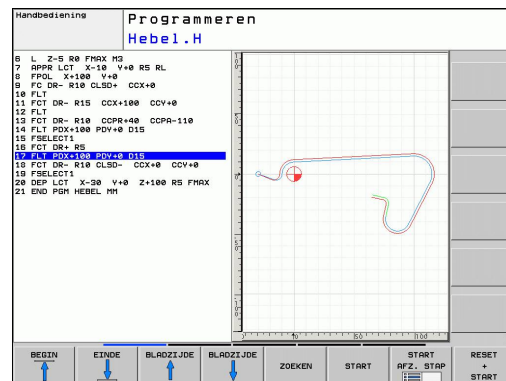 Handbediening
Programmeren
Hebel.H
6 L Z-5 R0 FMAX M3
7 APPR LCT X-10 Y+0 R5 RL
8 FPOL X+100 Y+0
9 FC DR- R10 CLSD+ CCX+0
10 FLT
11 FCT DR- R15 CCX+100 CCY+0
12 FLT
13 FCT DR- R10 CCPR+40 CCPA-110
14 FLT PDX+100 PDY+0 D15
15 FSELECT1
16 FCT DR+ R5
17 FLT PDX+100 PDY+0 D15
18 FCT DR- R10 CLSD- CCX+0 CCY+0
19 FSELECT1
20 DEP LCT X-30 Y+0 Z+100 R5 FMAX
21 END PGM HEBEL MM
BEGIN
EINDE
BLADZIJDE
BLADZIJDE
ZOEKEN
START
START
AFZ. STAP
RESET
+
START